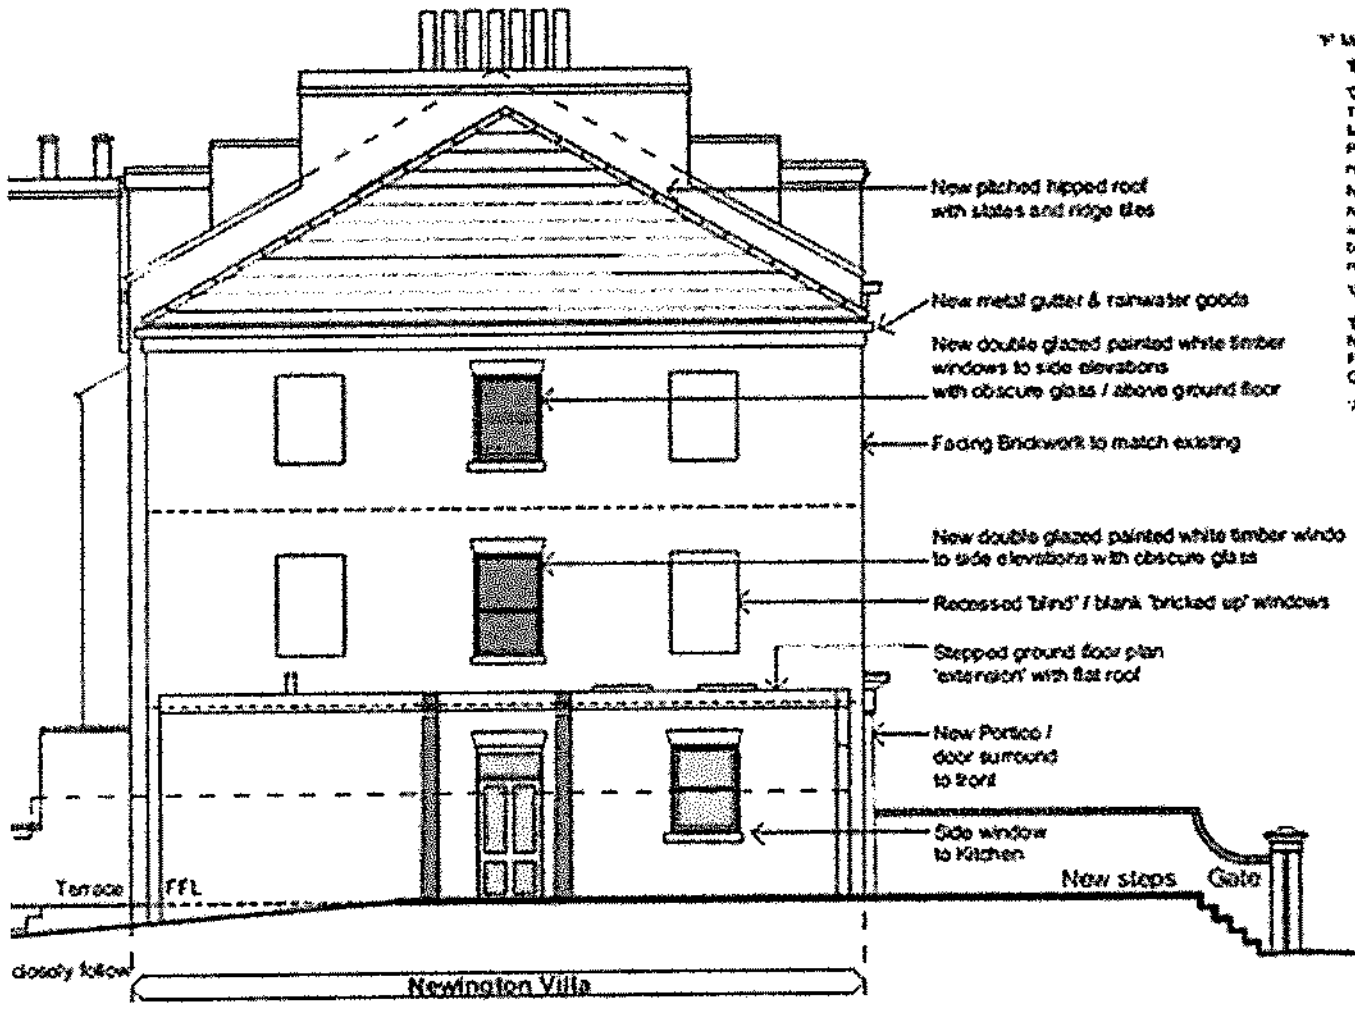 New pitched hipped roof
with slates and ridge tiles
New metal gutter & rainwater goods
New double glazed painted white timber
windows to side elevations
with obscure glass / above ground floor
Facing Brickwork to match existing
New double glazed painted white timber windo
to side elevations with obscure glass
Recessed 'blind' / blank 'bricked up' windows
Stepped ground floor plan
'extension' with flat roof
New Portico /
door surround
to front
Side window
to Kitchen
Terrace
FFL
New steps
Gate
closely follow
Newington Villa